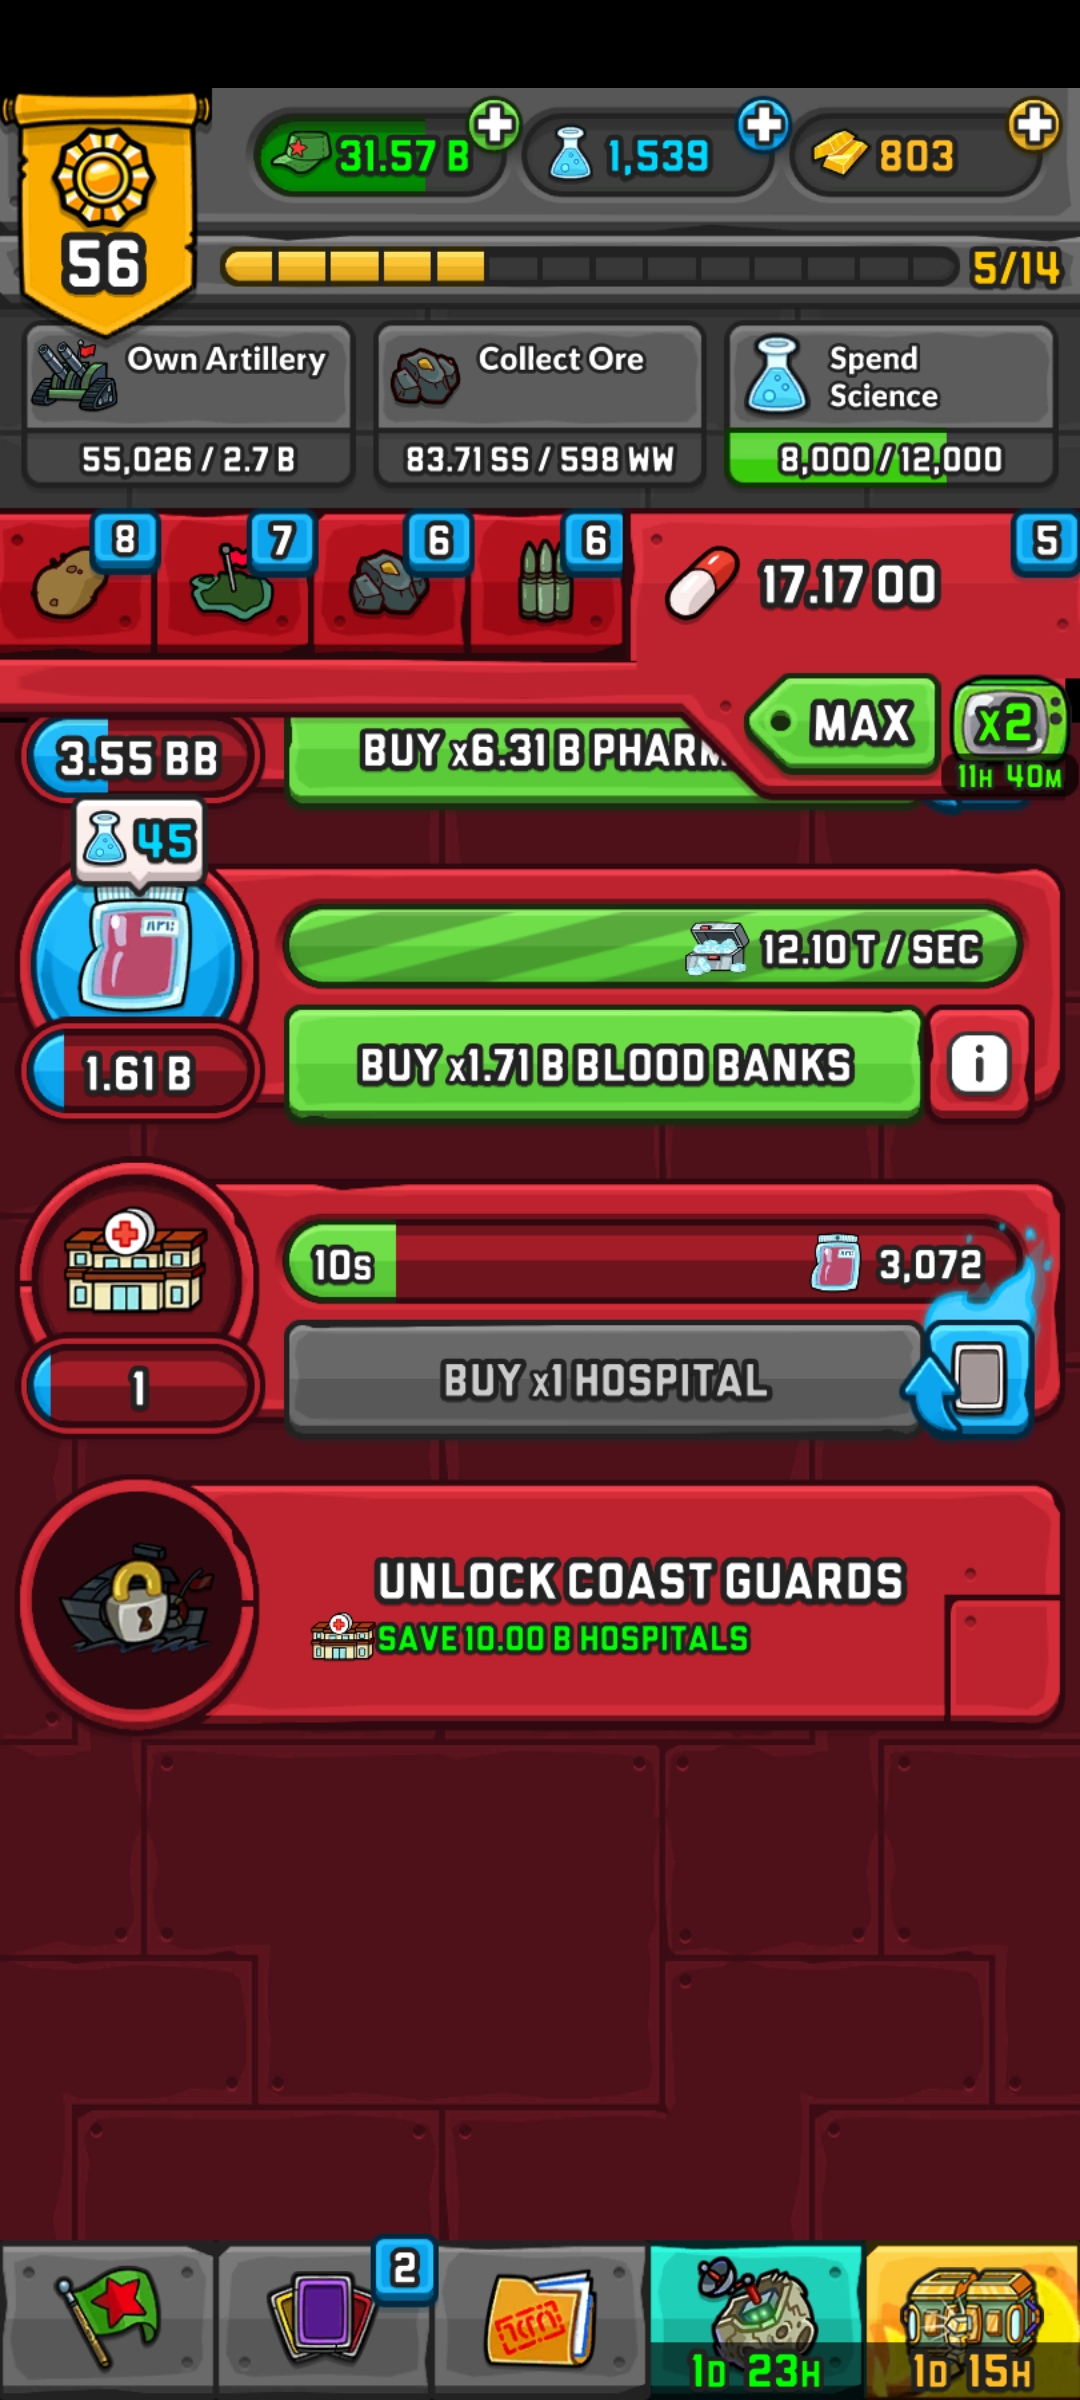 56
31.57 B
1,539
803
5/14
Own Artillery
55,026 / 2.7 B
Collect Ore
83.71 SS / 598 WW
Spend
Science
8,000 / 12,000
8
7
6
6
5
17.17 OO
MAX
X2
11H 40M
3.55 BB
BUY x6.31 B
45
12.10 T / SEC
1.61 B
BUY x1.71 B BLOOD BANKS
i
10s
3,072
1
BUY x1 HOSPITAL
UNLOCK COAST GUARDS
SAVE 10.00 B HOSPITALS
2
1D 23H
1D 15H